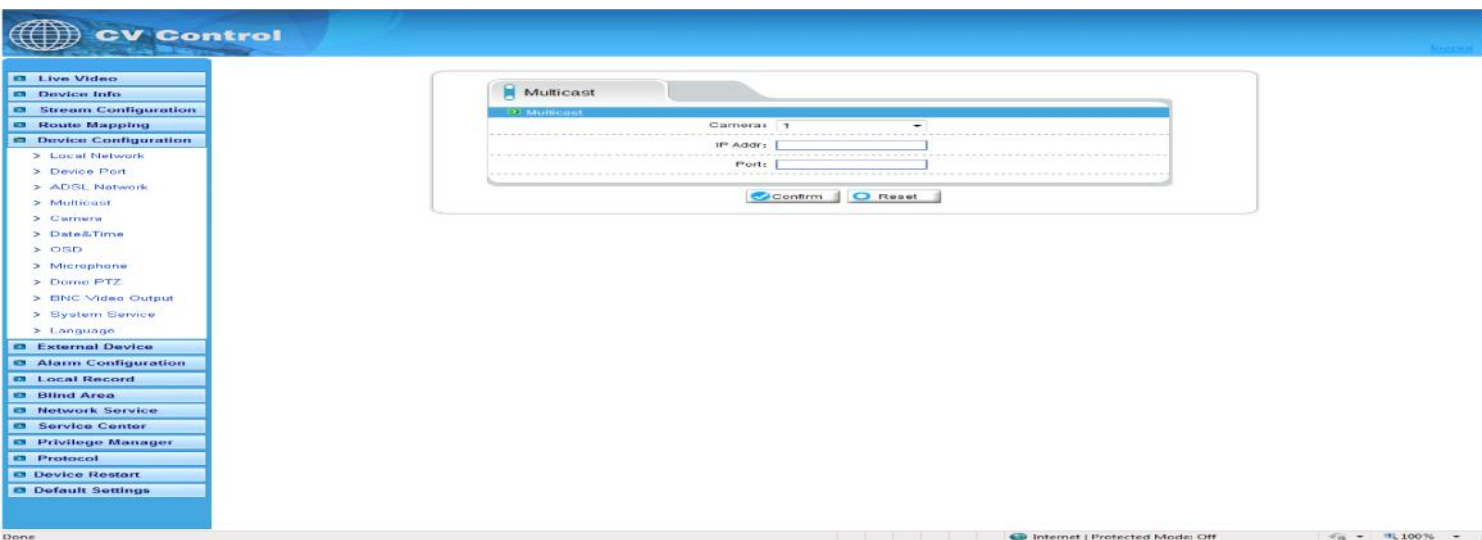 CV Control
Live Video
Device Info
Stream Configuration
Route Mapping
Device Configuration
> Local Network
> Device Port
> ADSL Network
> Multicast
> Camera
> Date&Time
> OSD
> Microphone
> Dome PTZ
> BNC Video Output
> System Service
> Language
External Device
Alarm Configuration
Local Record
Blind Area
Network Service
Service Center
Privilege Manager
Protocol
Device Restart
Default Settings
Multicast
Multicast
Camera: 1
IP Addr:
Port:
Confirm Reset
Done Internet | Protected Mode: Off 100%